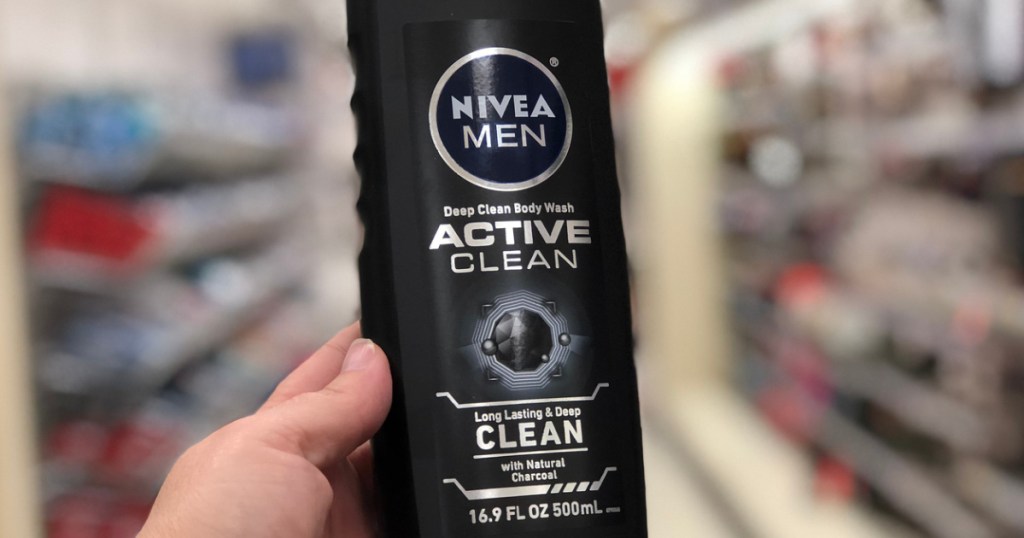 NIVEA
MEN
®
Deep Clean Body Wash
ACTIVE
CLEAN
Long Lasting & Deep
CLEAN
with Natural
Charcoal
16.9 FL OZ 500mL